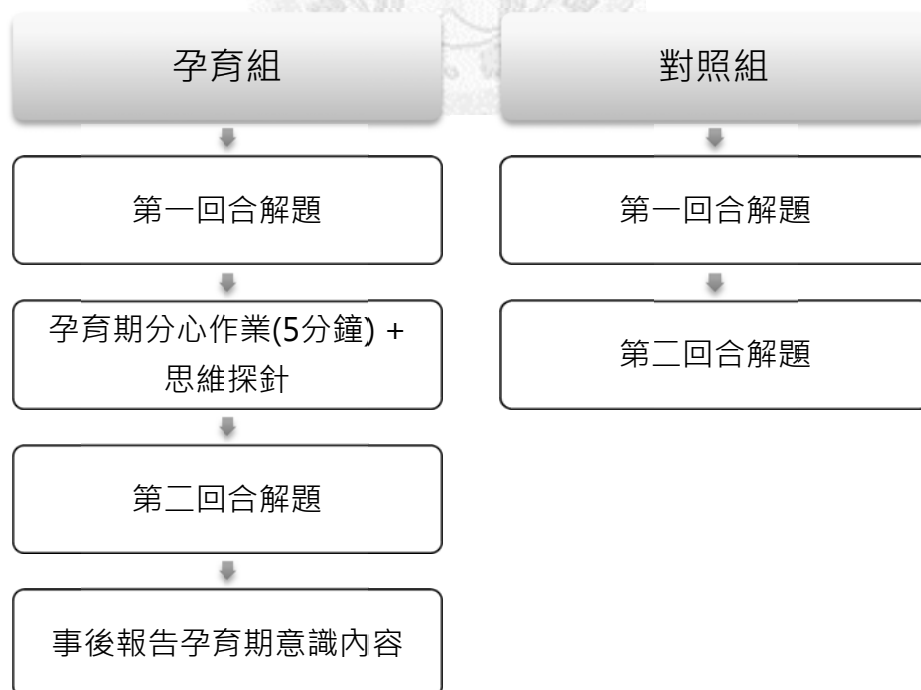 孕育組
第一回合解題
孕育期分心作業(5分鐘) +
思維探針
第二回合解題
事後報告孕育期意識內容
對照組
第一回合解題
第二回合解題